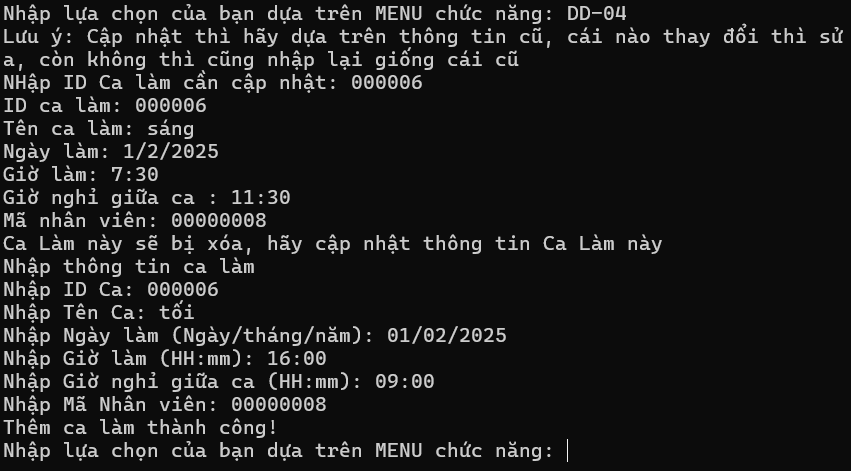 Nhập lựa chọn của bạn dựa trên MENU chức năng: DD-04
Lưu ý: Cập nhật thì hãy dựa trên thông tin cũ, cái nào thay đổi thì sử
a, còn không thì cũng nhập lại giống cái cũ
NHập ID Ca làm cần cập nhật: 000006
ID ca làm: 000006
Tên ca làm: sáng
Ngày làm: 1/2/2025
Giờ làm: 7:30
Giờ nghỉ giữa ca : 11:30
Mã nhân viên: 00000008
Ca Làm này sẽ bị xóa, hãy cập nhật thông tin Ca Làm này
Nhập thông tin ca làm
Nhập ID Ca: 000006
Nhập Tên Ca: tối
Nhập Ngày làm (Ngày/tháng/năm): 01/02/2025
Nhập Giờ làm (HH:mm): 16:00
Nhập Giờ nghỉ giữa ca (HH:mm): 09:00
Nhập Mã Nhân viên: 00000008
Thêm ca làm thành công!
Nhập lựa chọn của bạn dựa trên MENU chức năng: